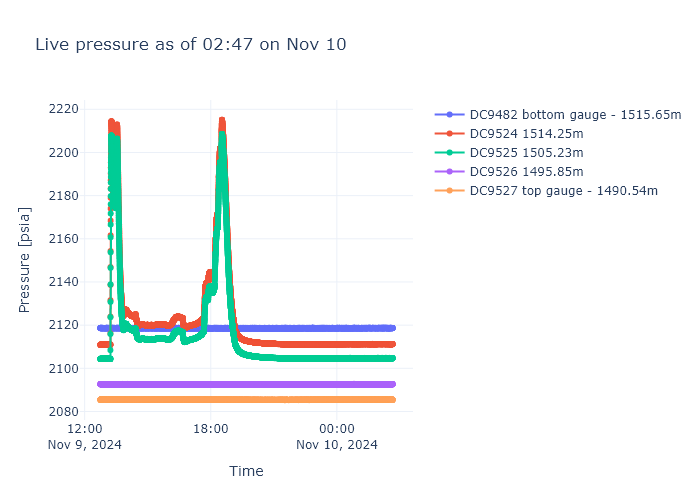 Live pressure as of 02:47 on Nov 10
DC9482 bottom gauge - 1515.65m
DC9524 1514.25m
DC9525 1505.23m
DC9526 1495.85m
DC9527 top gauge - 1490.54m
Pressure [psia]
2220
2200
2180
2160
2140
2120
2100
2080
12:00
Nov 9, 2024
18:00
00:00
Nov 10, 2024
Time